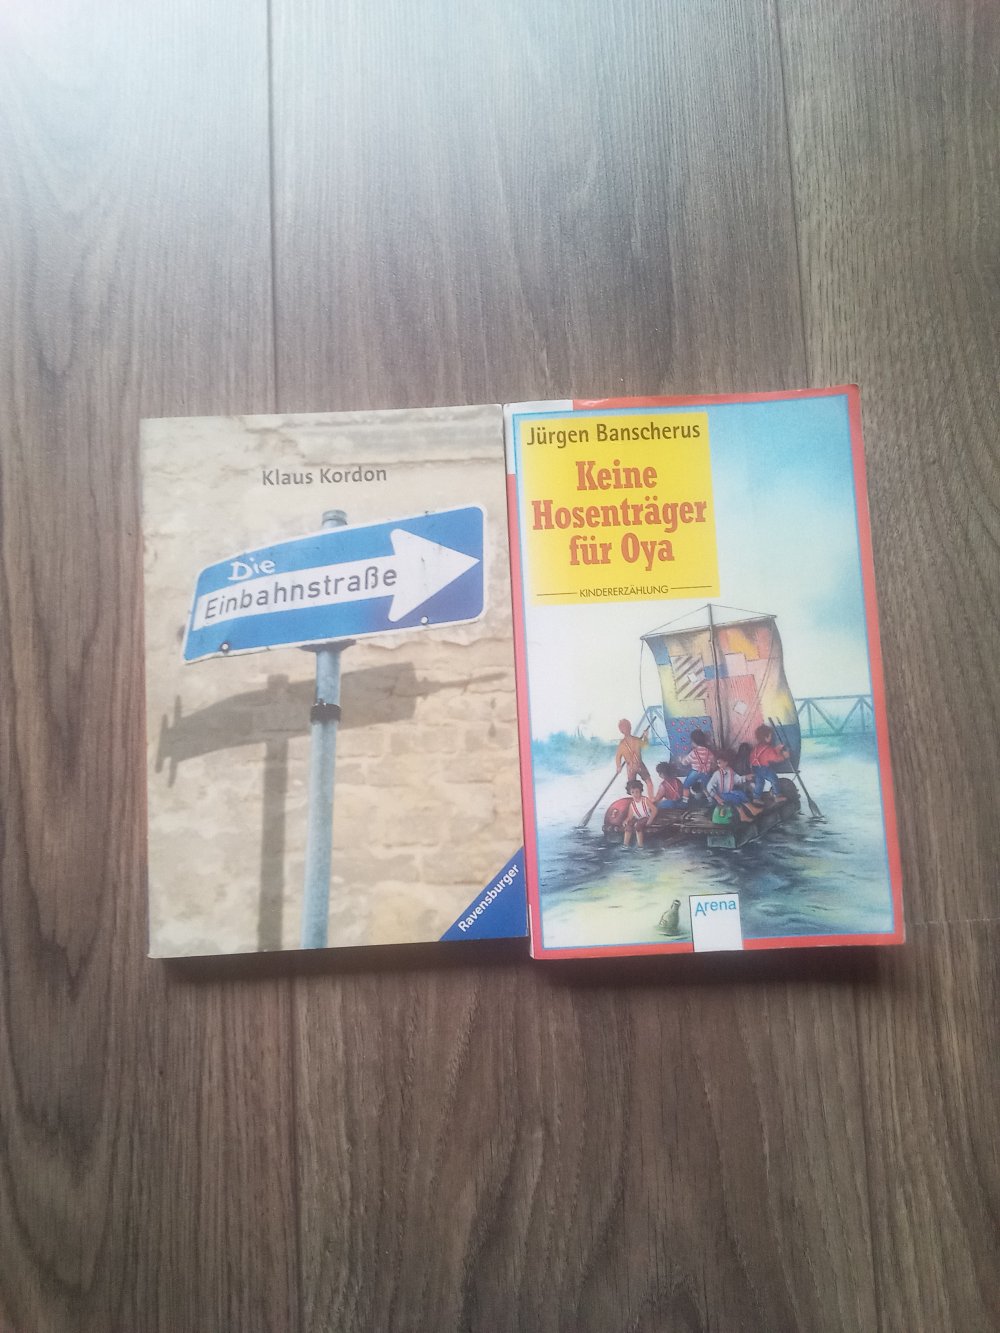 Klaus Kordon
Die
Einbahnstraße
Ravensburger
Jürgen Banscherus
Keine
Hosenträger
für Oya
KINDERERZÄHLUNG
Arena